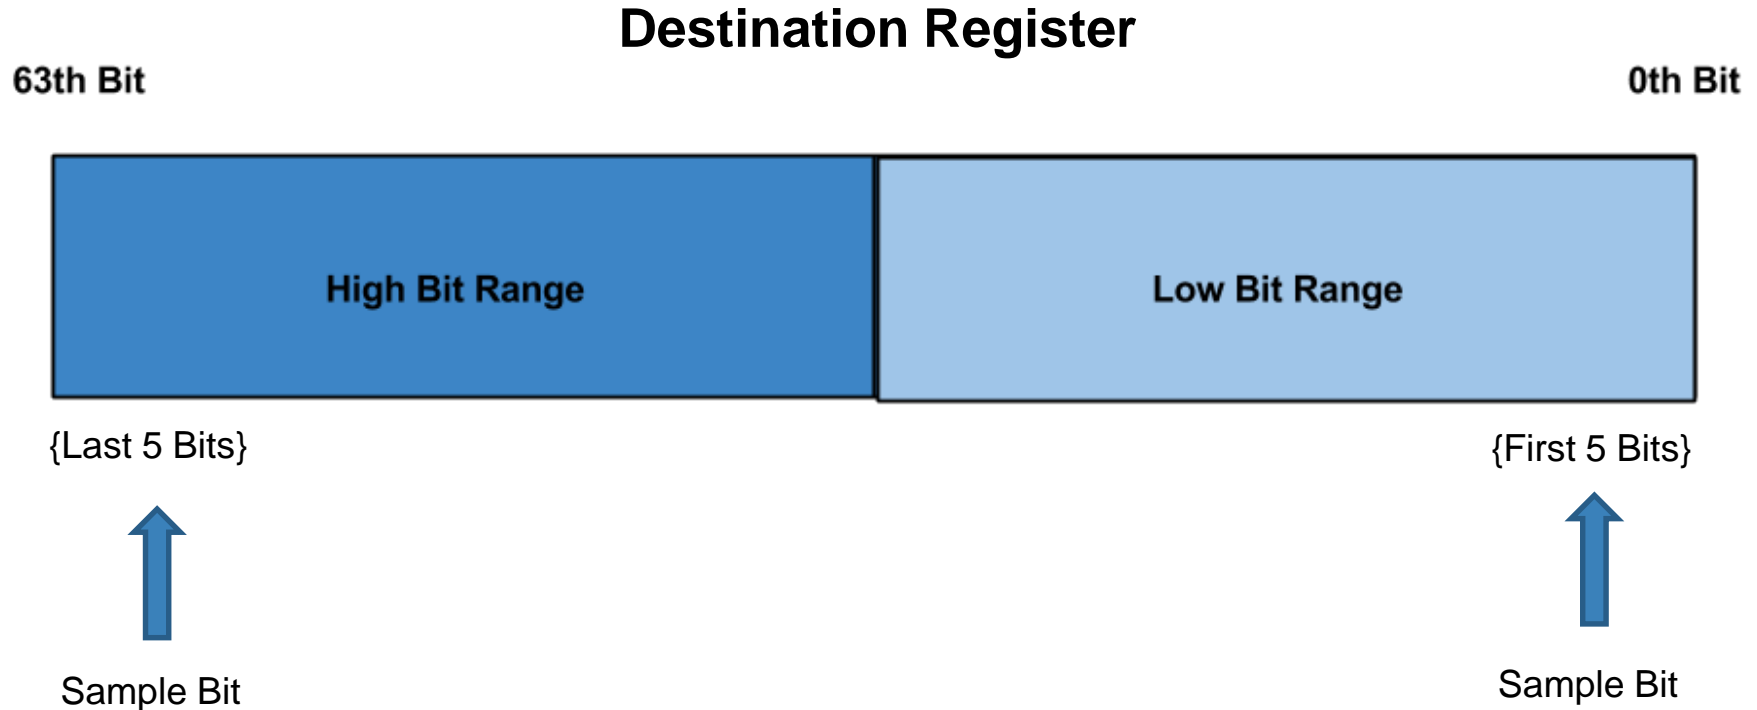 Destination Register
63th Bit
0th Bit
High Bit Range
Low Bit Range
{Last 5 Bits}
{First 5 Bits}
Sample Bit
Sample Bit